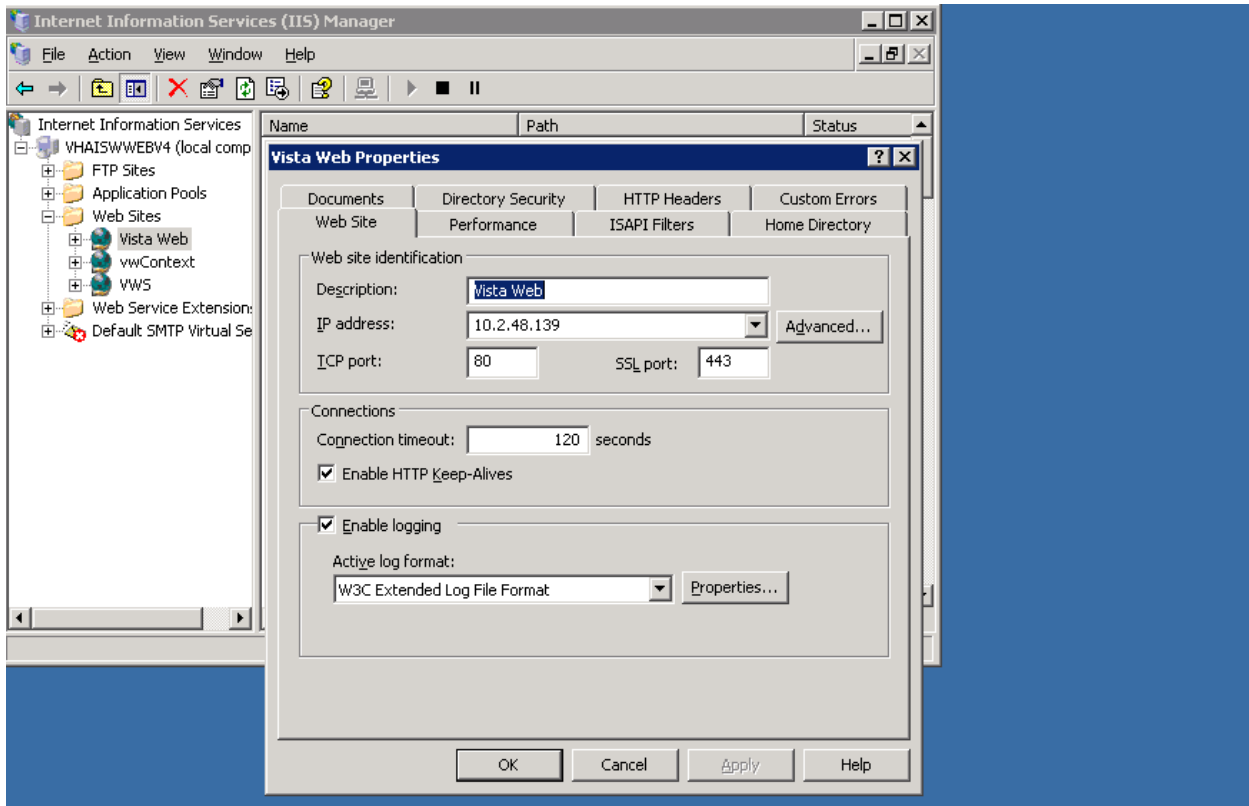 Internet Information Services (IIS) Manager
File Action View Window Help
Internet Information Services
VHAISWWEBV4 (local comp
FTP Sites
Application Pools
Web Sites
Vista Web
vwContext
VWS
Web Service Extension
Default SMTP Virtual Se
Name Path Status
Vista Web Properties
Documents Directory Security HTTP Headers Custom Errors
Web Site Performance ISAPI Filters Home Directory
Web site identification
Description: Vista Web
IP address: 10.2.48.139 Advanced...
TCP port: 80 SSL port: 443
Connections
Connection timeout: 120 seconds
Enable HTTP Keep-Alives
Enable logging
Active log format:
W3C Extended Log File Format Properties...
OK Cancel Apply Help